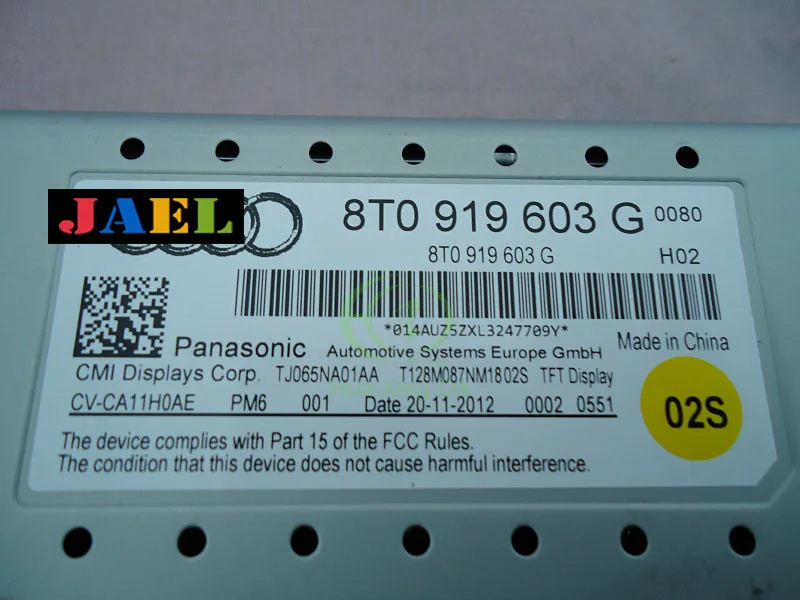 JAEL
8T0 919 603 G 0080
8T0 919 603 G H02
*014AUZ5ZXL3247709Y*
Panasonic Automotive Systems Europe GmbH Made in China
CMI Displays Corp. TJ065NA01AA T128M087NM1802S TFT Display
CV-CA11H0AE PM6 001 Date 20-11-2012 0002 0551
02S
The device complies with Part 15 of the FCC Rules.
The condition that this device does not cause harmful interference.